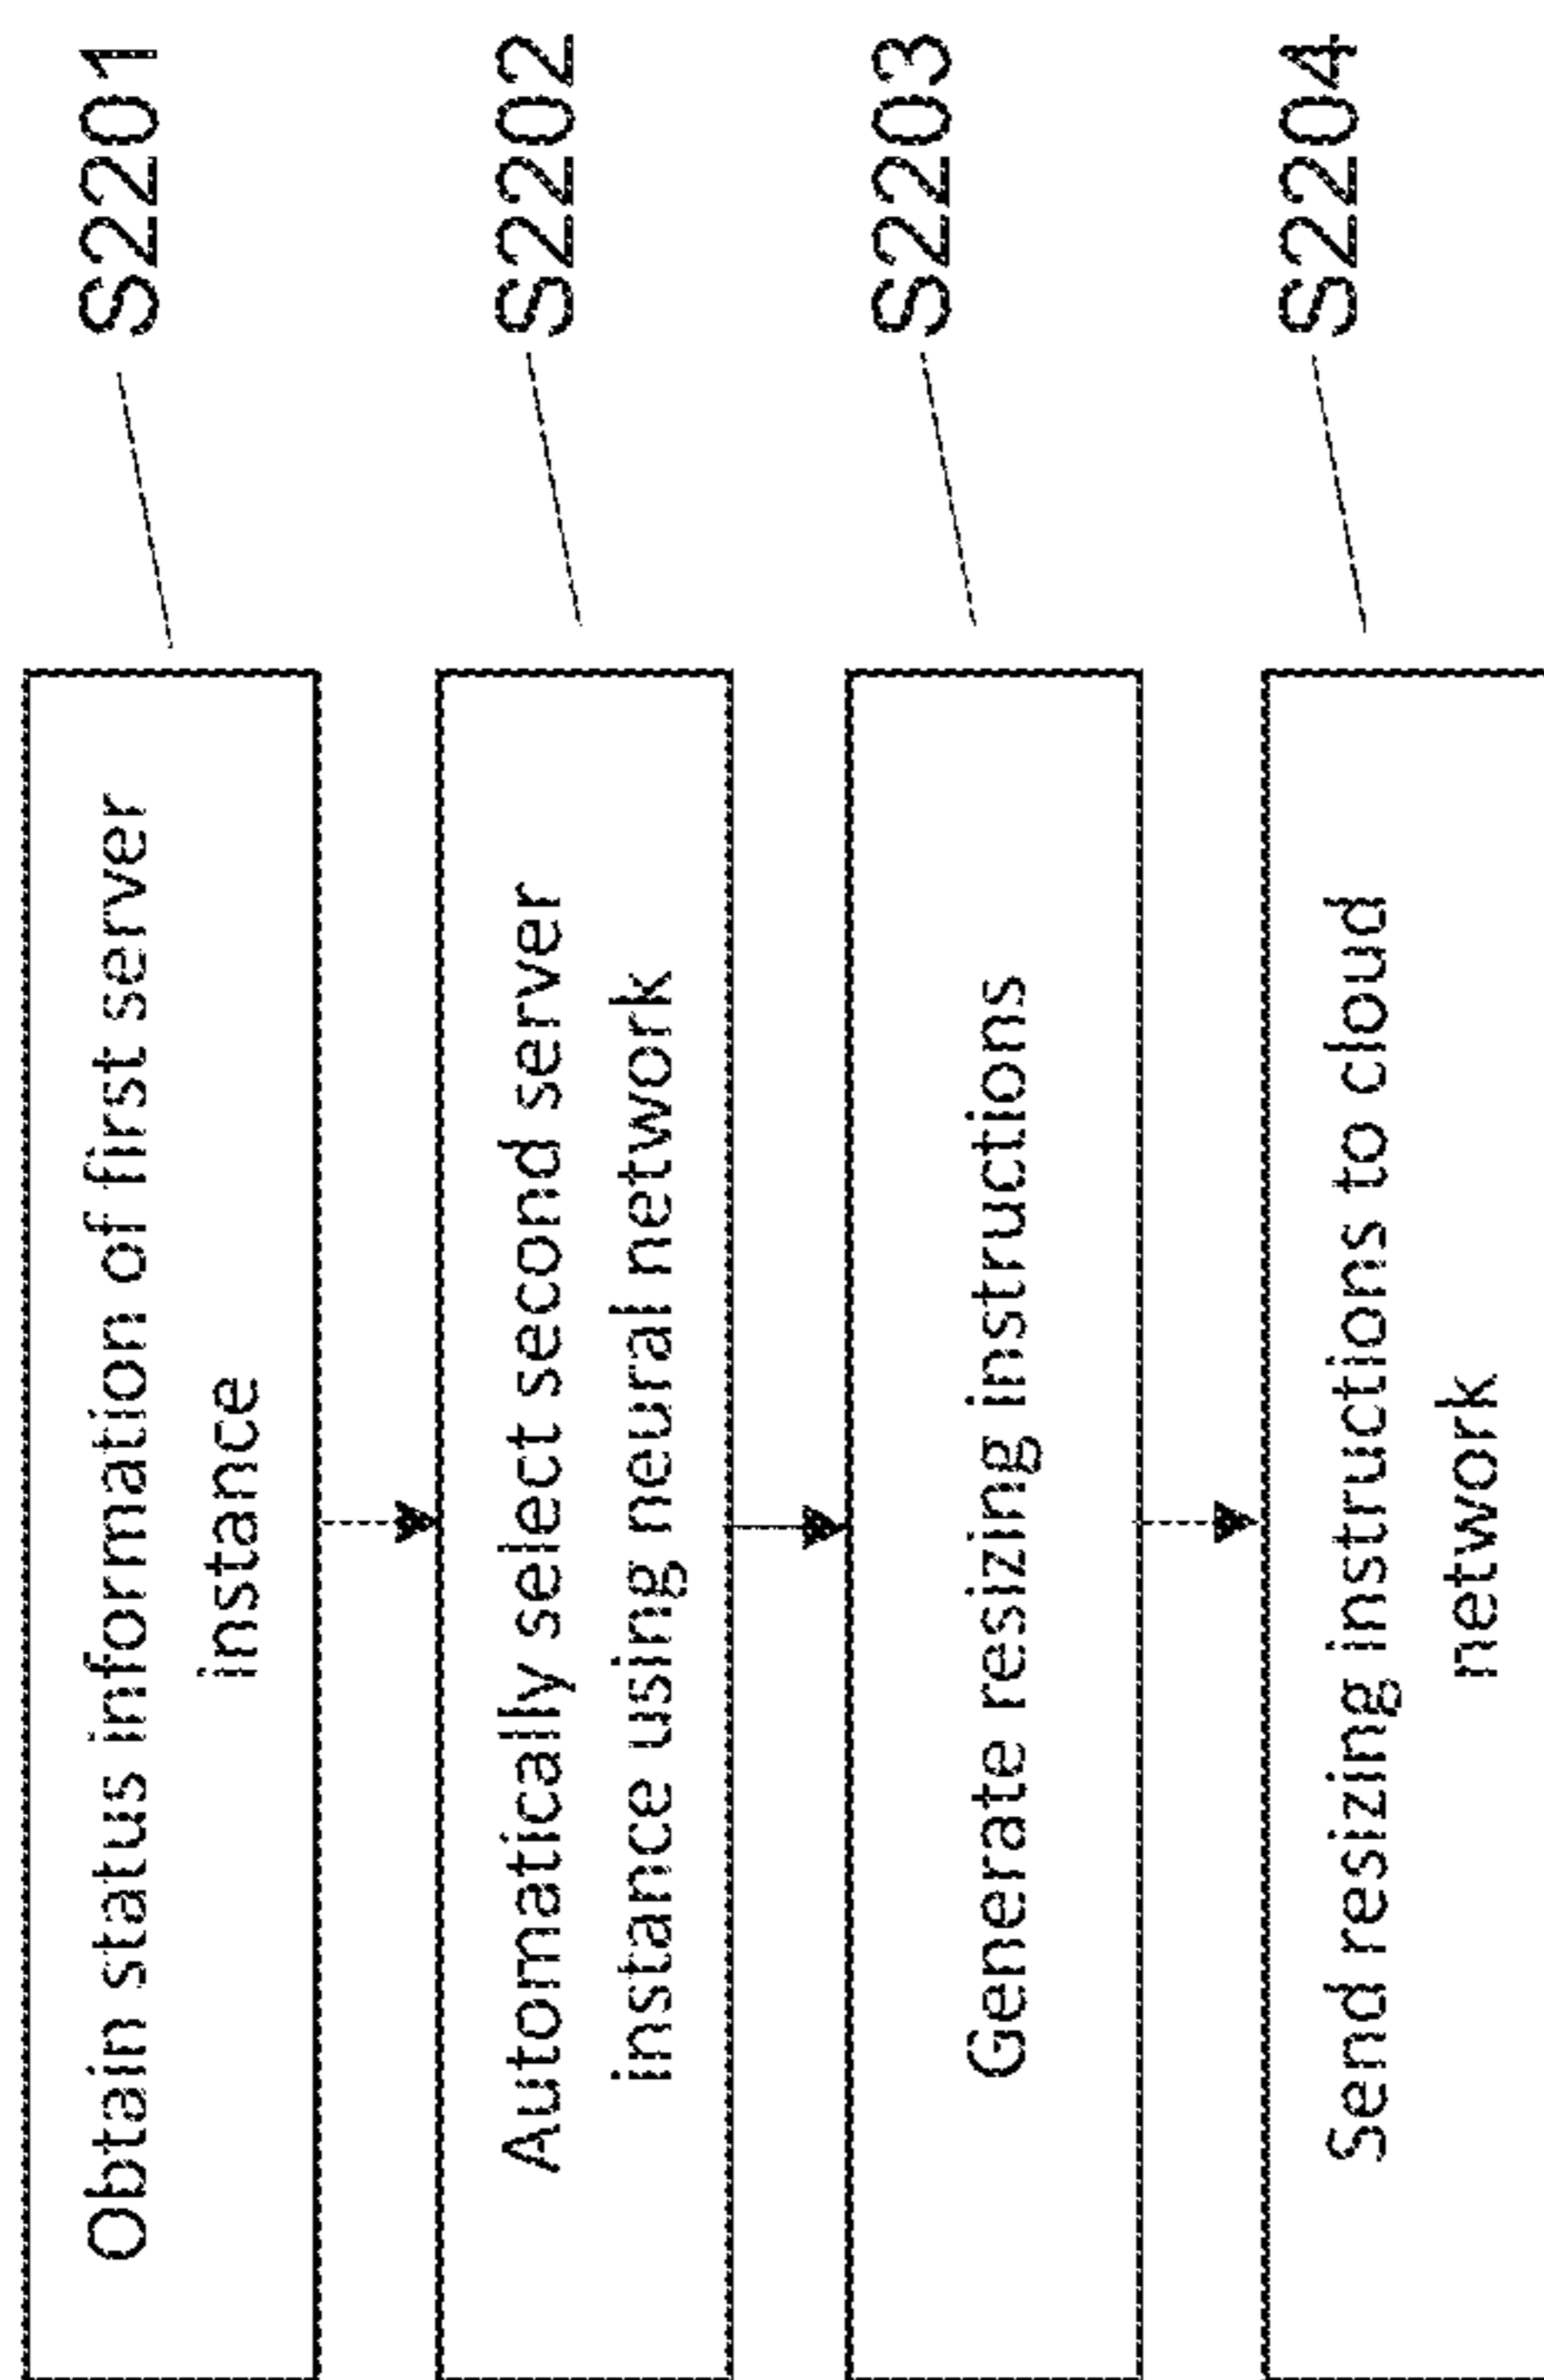 Obtain status information of first server
instance
S2201
Automatically select second server
instance using neural network
S2202
Generate resizing instructions
S2203
Send resizing instructions to cloud
network
S2204